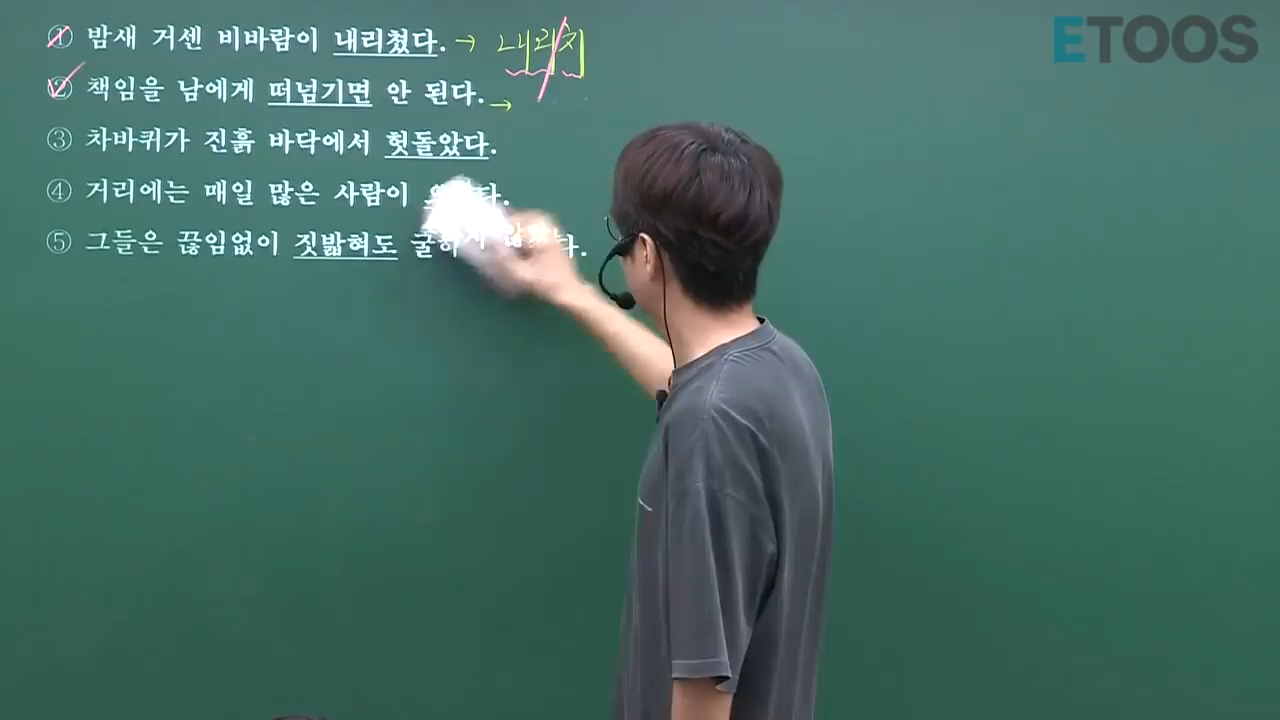 ETOOS
① 밤새 거센 비바람이 내리쳤다. → 내리치
② 책임을 남에게 떠넘기면 안 된다. →
③ 차바퀴가 진흙 바닥에서 헛돌았다.
④ 거리에는 매일 많은 사람이 다.
⑤ 그들은 끊임없이 짓밟혀도 다.